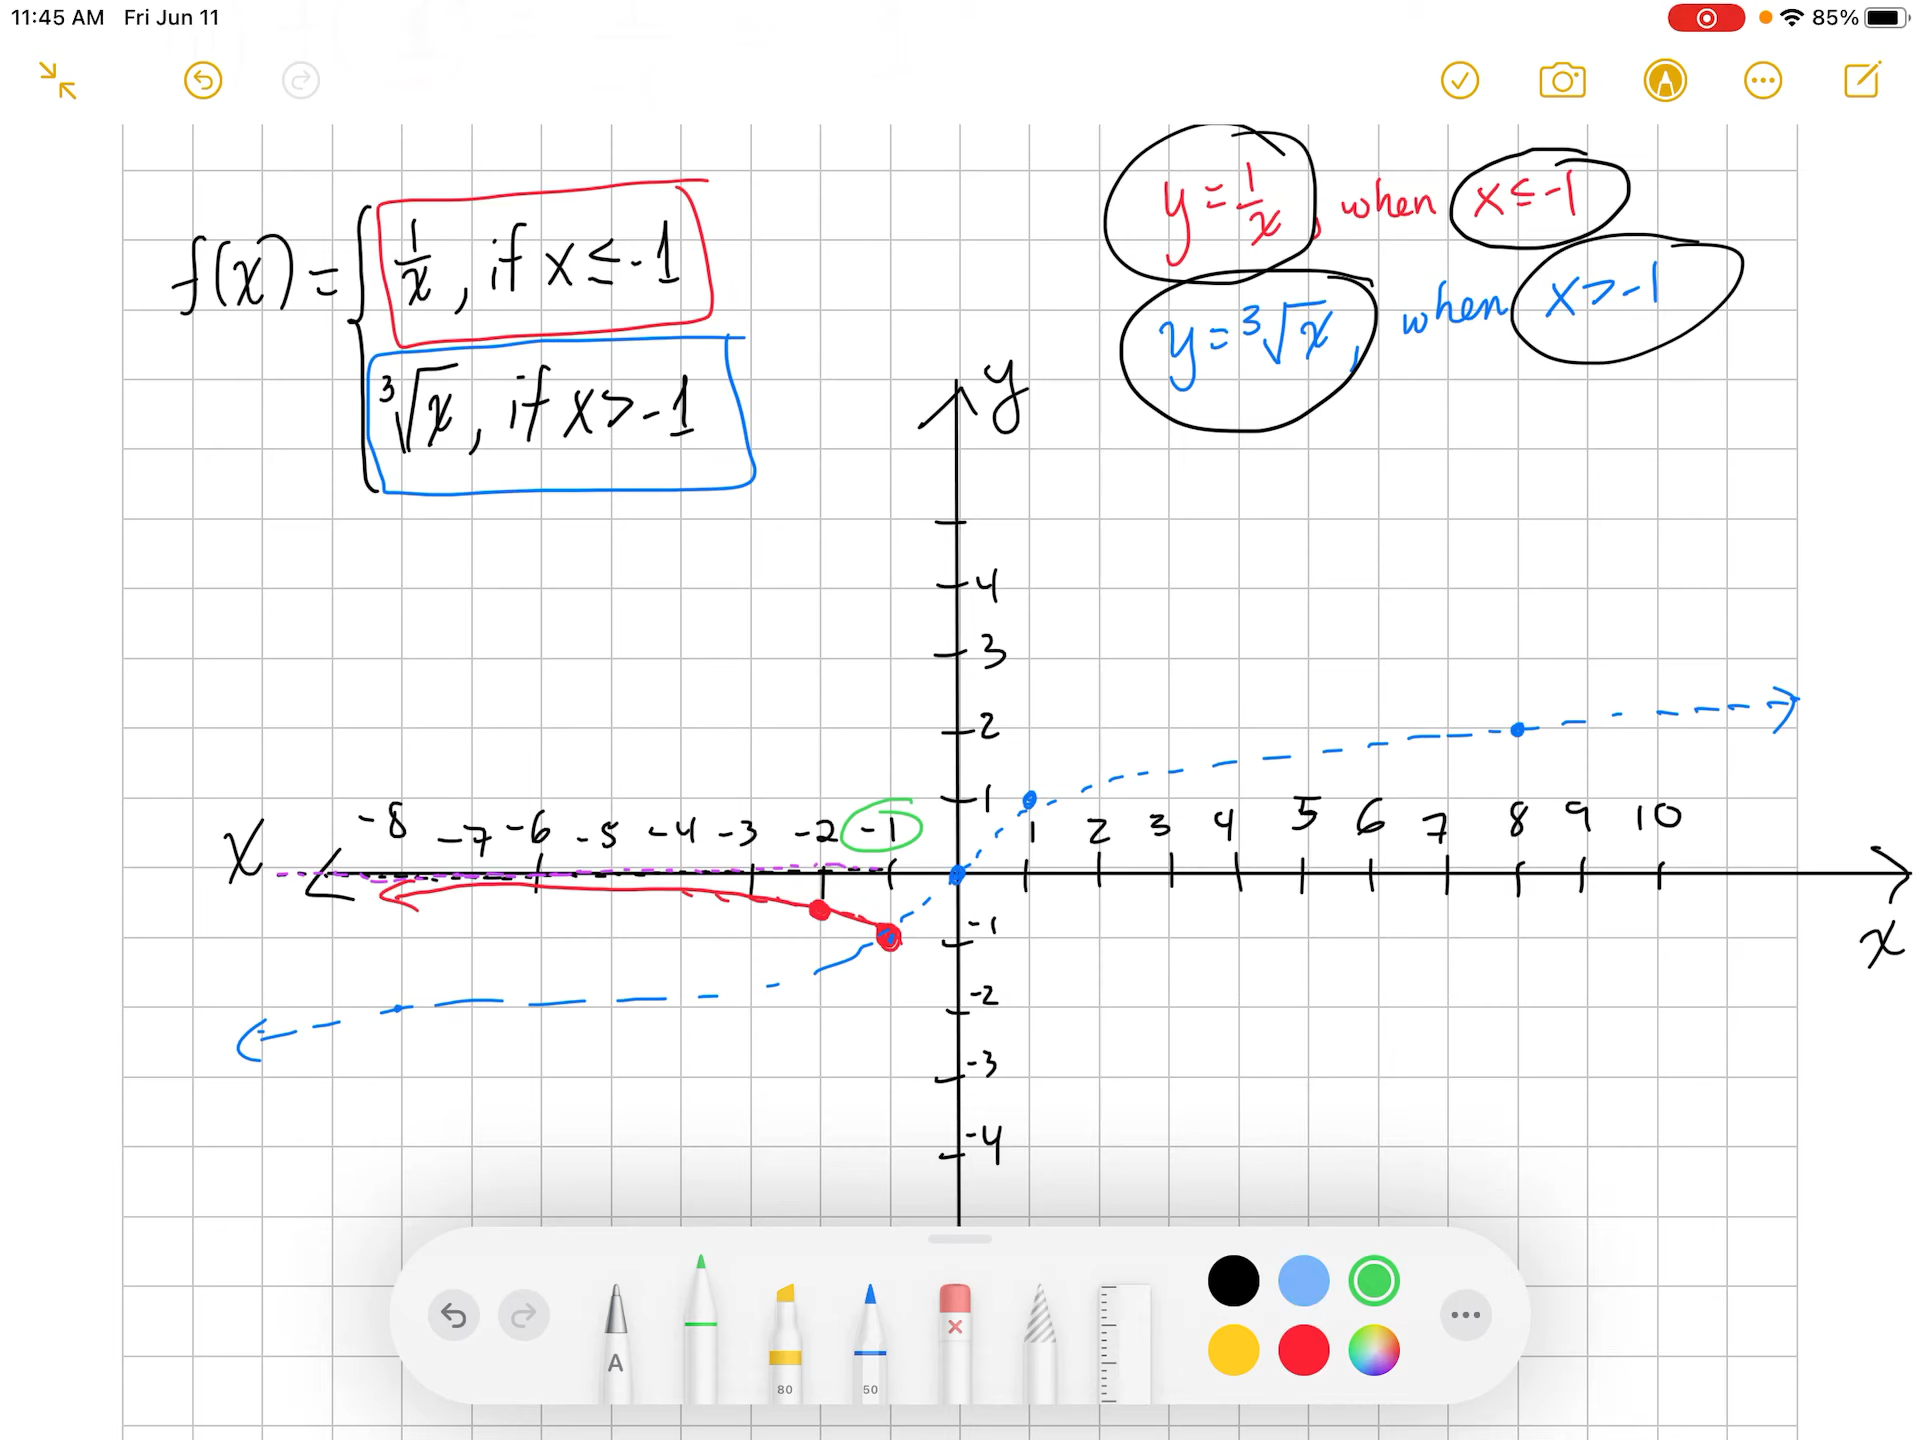 11:45 AM Fri Jun 11 85%
f(x) = { 1/x, if x ≤ -1
∛x, if x > -1
y = 1/x, when x ≤ -1
y = ∛x, when x > -1
y
4
3
2
1
X -8 -7 -6 -5 -4 -3 -2 -1 1 2 3 4 5 6 7 8 9 10
x
-1
-2
-3
-4
A 80 50